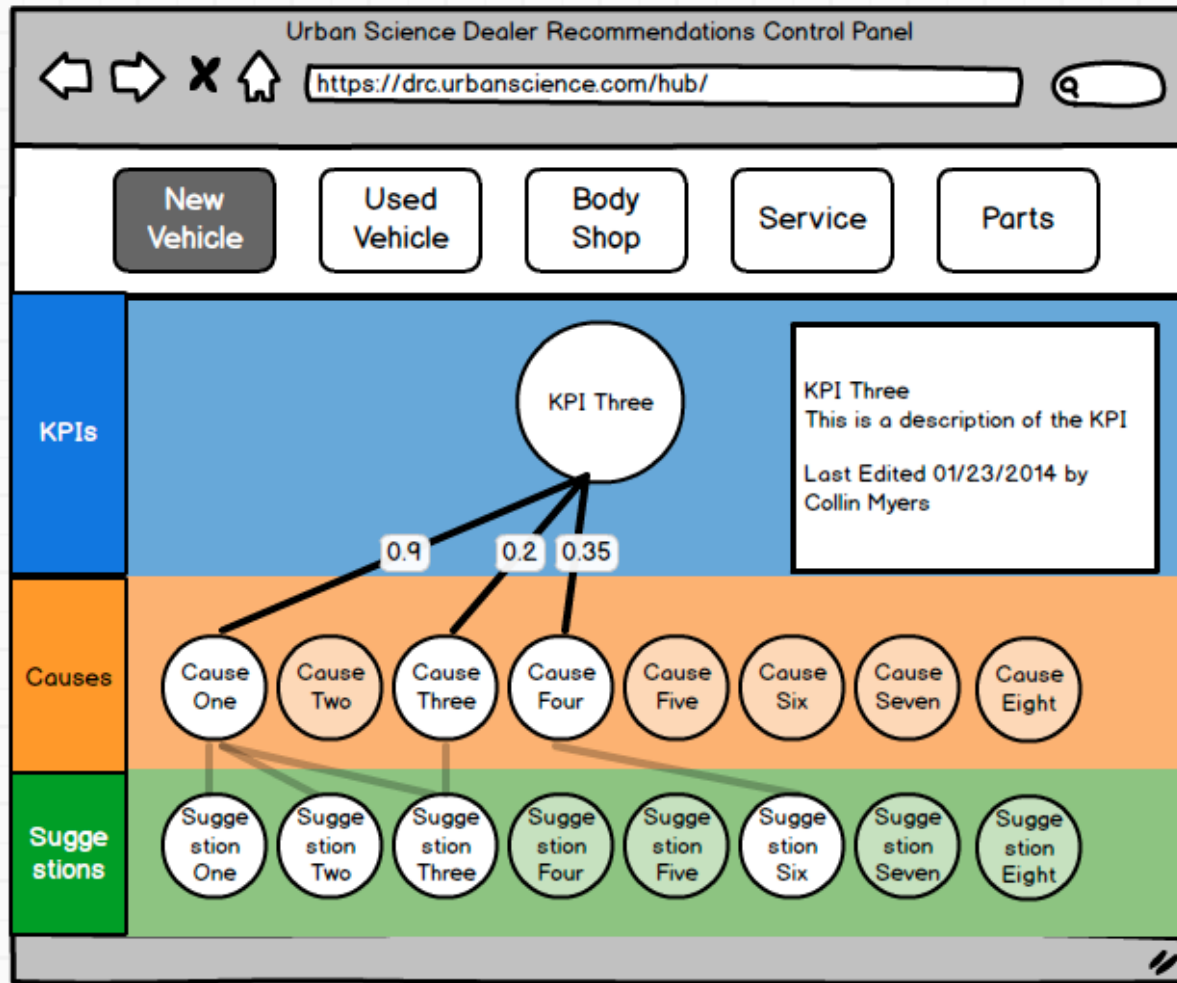 Urban Science Dealer Recommendations Control Panel
https://drc.urbanscience.com/hub/
New
Vehicle
Used
Vehicle
Body
Shop
Service
Parts
KPIs
KPI Three
KPI Three
This is a description of the KPI
Last Edited 01/23/2014 by
Collin Myers
0.9
0.2
0.35
Causes
Cause
One
Cause
Two
Cause
Three
Cause
Four
Cause
Five
Cause
Six
Cause
Seven
Cause
Eight
Sugge
stions
Sugge
stion
One
Sugge
stion
Two
Sugge
stion
Three
Sugge
stion
Four
Sugge
stion
Five
Sugge
stion
Six
Sugge
stion
Seven
Sugge
stion
Eight